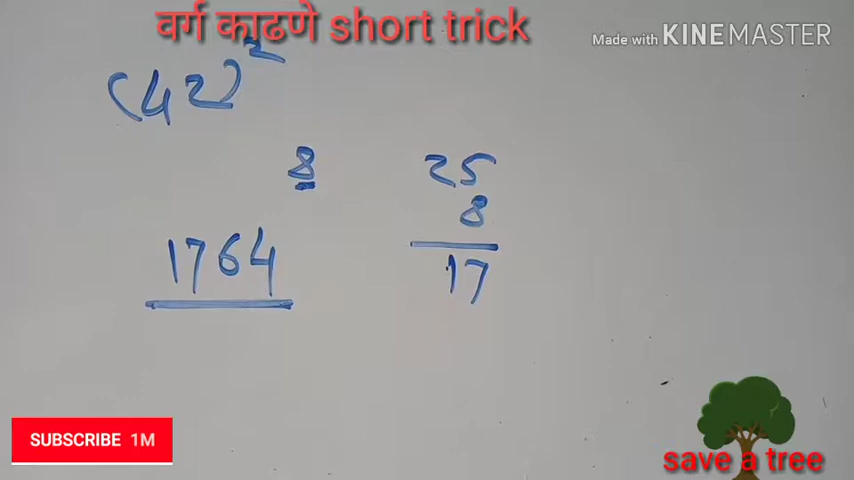 वर्ग काढणे short trick
Made with KINEMASTER
(42)²
8
25
8
17
1764
SUBSCRIBE 1M
save a tree